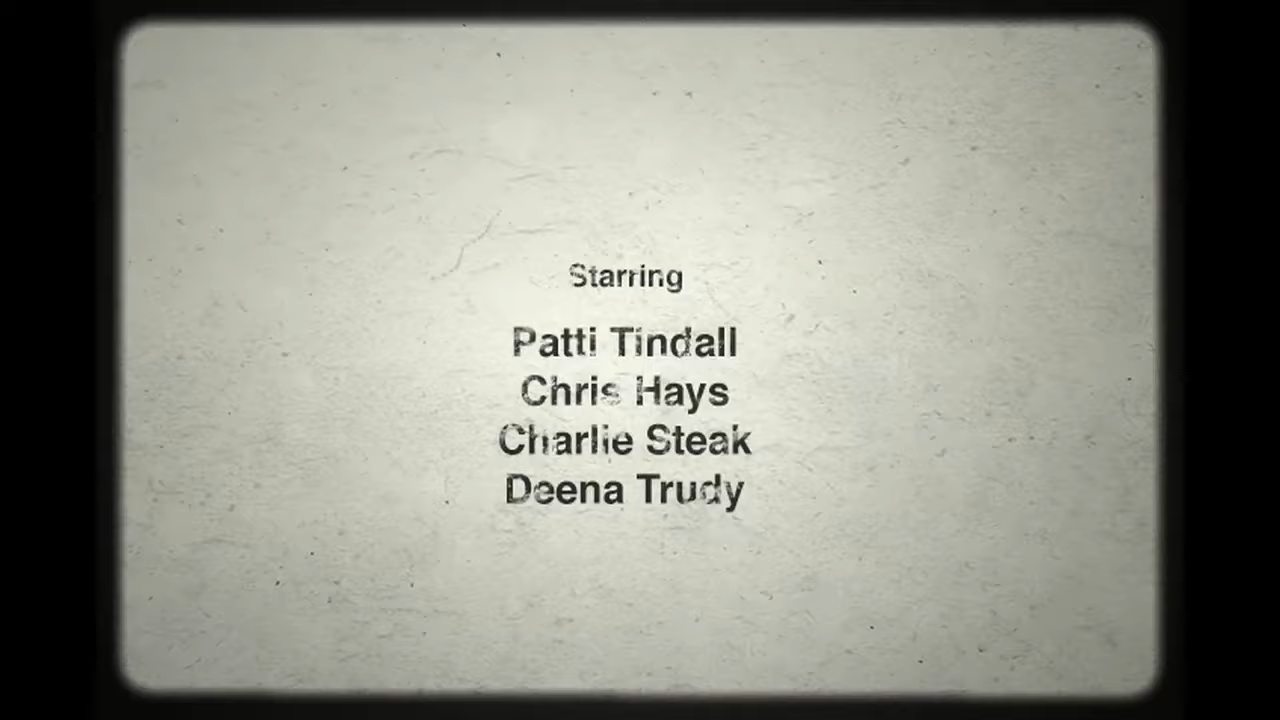 Starring
Patti Tindall
Chris Hays
Charlie Steak
Deena Trudy